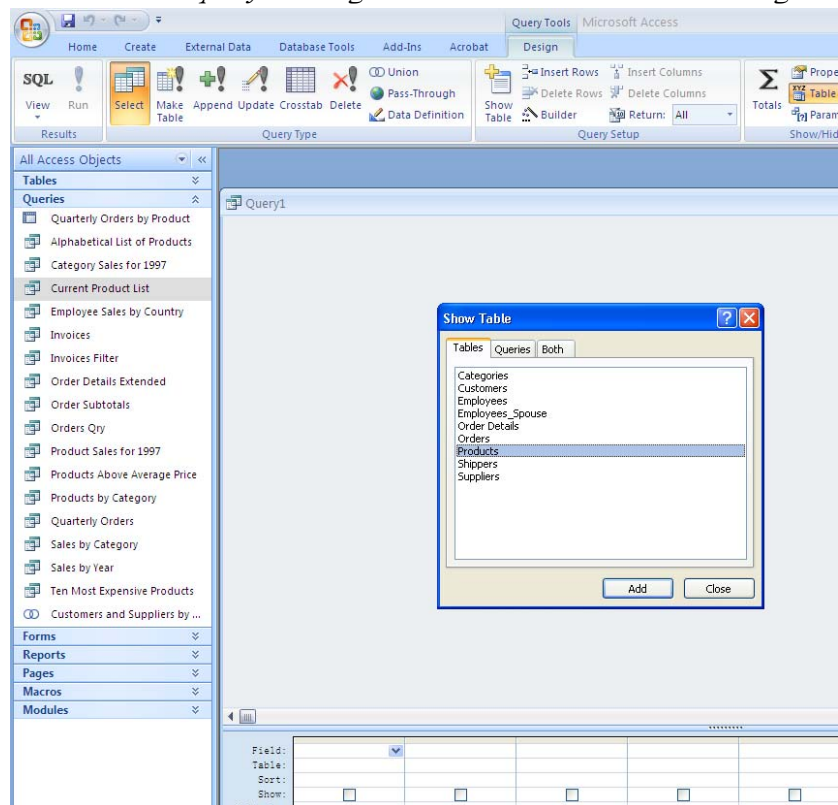 Query Tools Microsoft Access
Home Create External Data Database Tools Add-Ins Acrobat Design
SQL View Run Select Make Table Append Update Crosstab Delete Union Pass-Through Data Definition Show Table Insert Rows Delete Rows Builder Insert Columns Delete Columns Return: All Totals Table
Results Query Type Query Setup
All Access Objects
Tables
Queries
Quarterly Orders by Product
Alphabetical List of Products
Category Sales for 1997
Current Product List
Employee Sales by Country
Invoices
Invoices Filter
Order Details Extended
Order Subtotals
Orders Qry
Product Sales for 1997
Products Above Average Price
Products by Category
Quarterly Orders
Sales by Category
Sales by Year
Ten Most Expensive Products
Customers and Suppliers by ...
Forms
Reports
Pages
Macros
Modules
Query1
Show Table
Tables Queries Both
Categories
Customers
Employees
Employees_Spouse
Order Details
Orders
Products
Shippers
Suppliers
Add Close
Field:
Table:
Sort:
Show: